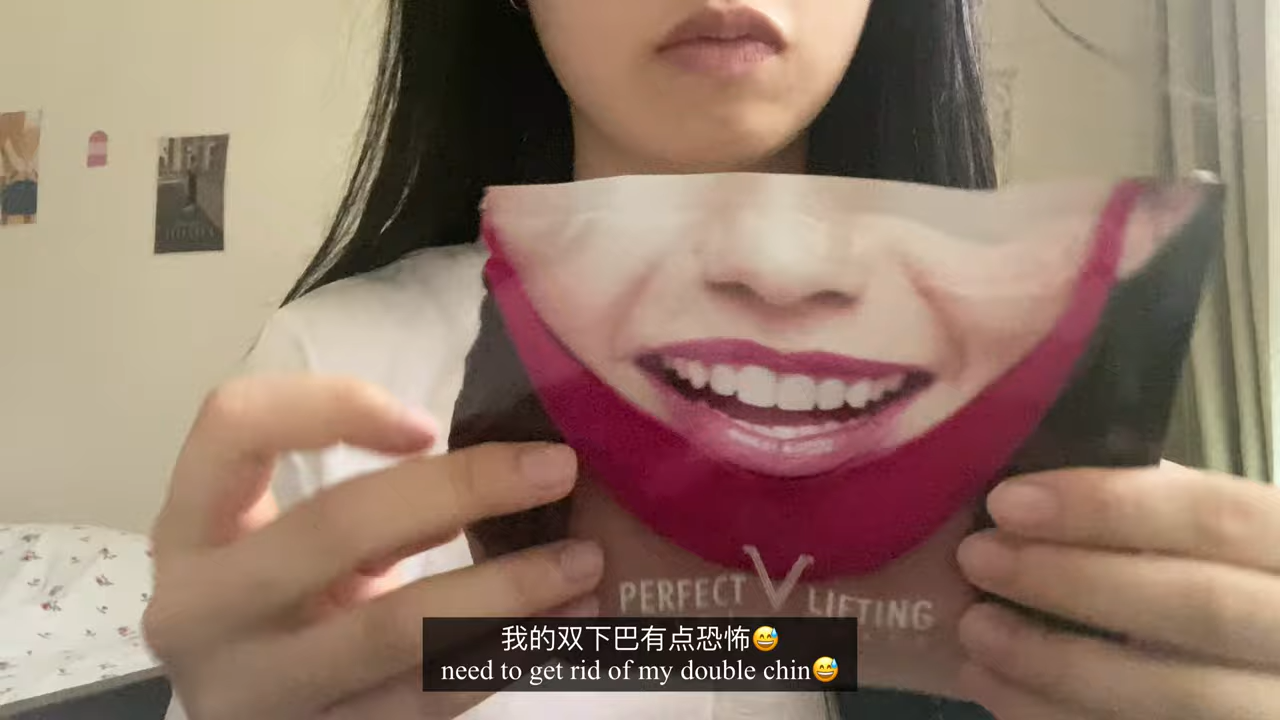 PERFECT V LIFTING
我的双下巴有点恐怖😅
need to get rid of my double chin😅